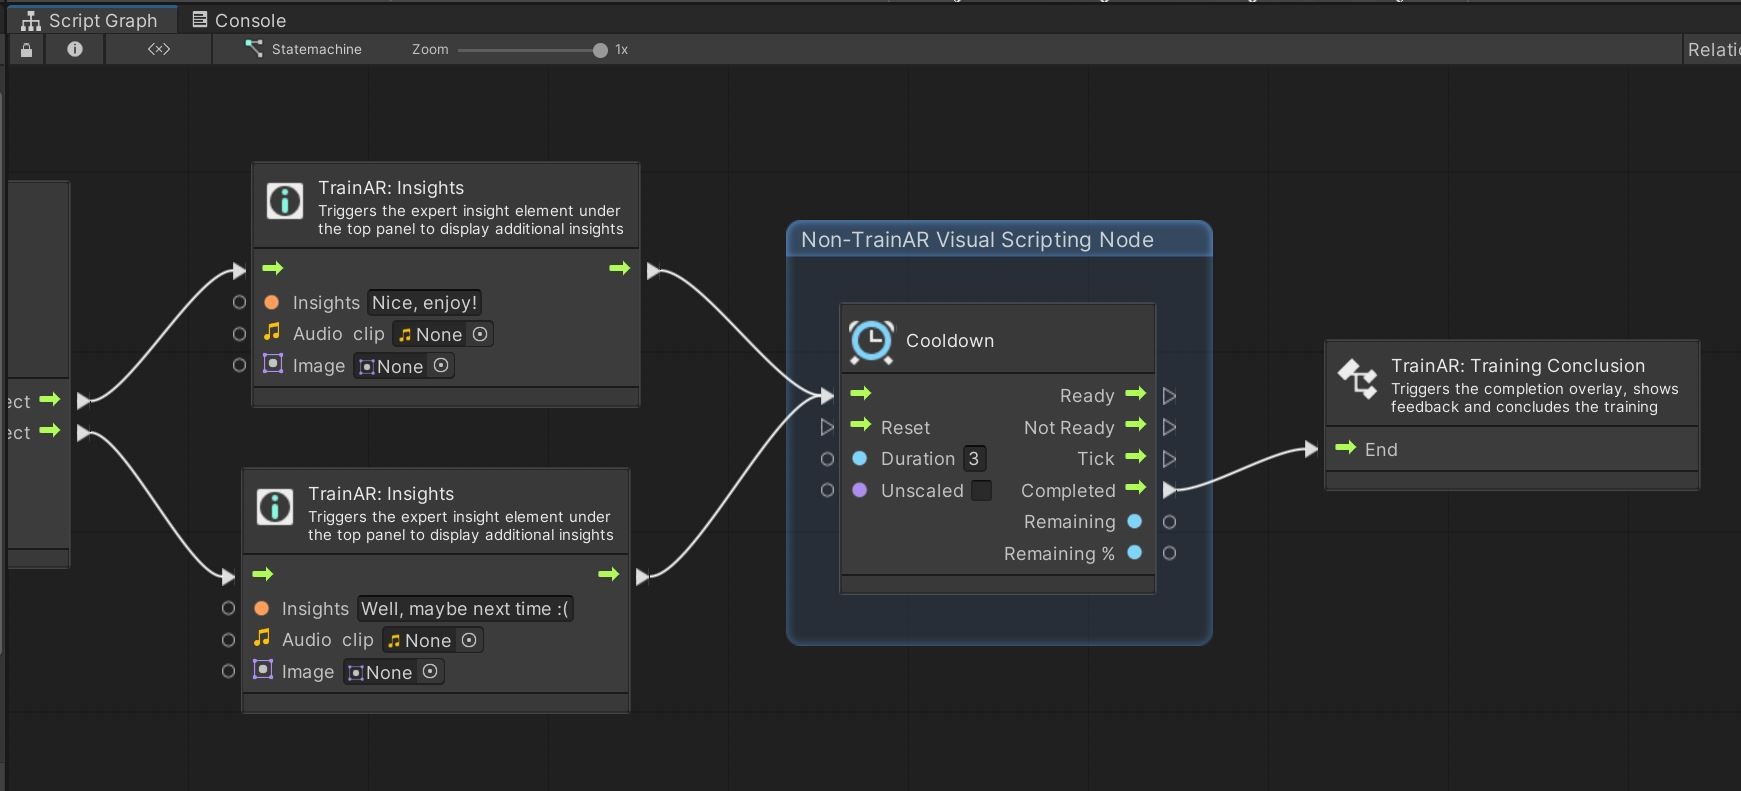 Script Graph
Console
<×>
Statemachine
Zoom
1x
TrainAR: Insights
Triggers the expert insight element under
the top panel to display additional insights
Insights Nice, enjoy!
Audio clip None
Image None
TrainAR: Insights
Triggers the expert insight element under
the top panel to display additional insights
Insights Well, maybe next time :(
Audio clip None
Image None
Non-TrainAR Visual Scripting Node
Cooldown
Ready
Reset Not Ready
Duration 3 Tick
Unscaled Completed
Remaining
Remaining %
TrainAR: Training Conclusion
Triggers the completion overlay, shows
feedback and concludes the training
End